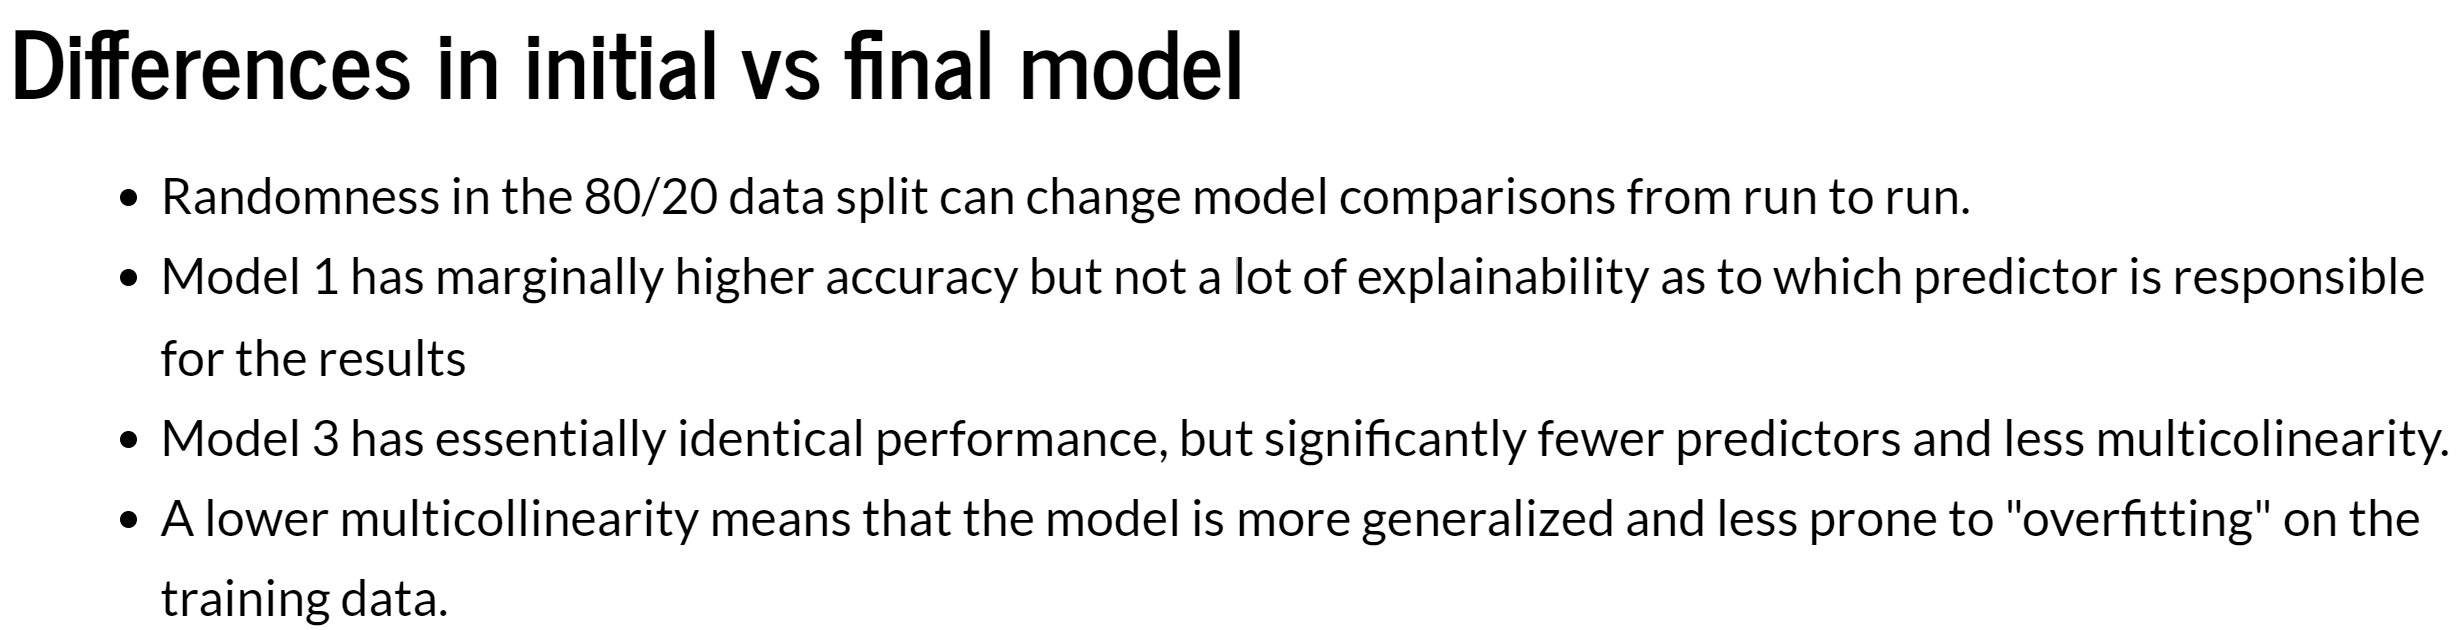 Differences in initial vs final model
• Randomness in the 80/20 data split can change model comparisons from run to run.
• Model 1 has marginally higher accuracy but not a lot of explainability as to which predictor is responsible
for the results
• Model 3 has essentially identical performance, but significantly fewer predictors and less multicolinearity.
• A lower multicollinearity means that the model is more generalized and less prone to "overfitting" on the
training data.